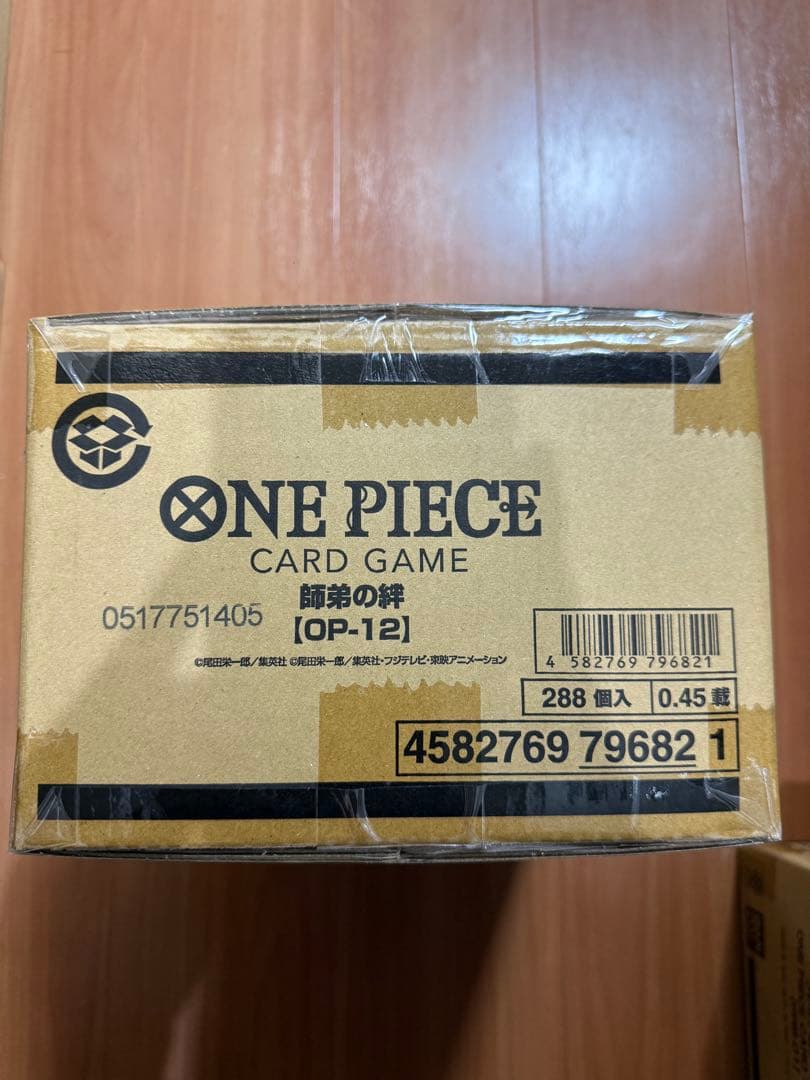 ONE PIECE
CARD GAME
師弟の絆
【OP-12】
0517751405
©尾田栄一郎/集英社 ©尾田栄一郎/集英社・フジテレビ・東映アニメーション
4 582769 796821
288 個入 0.45 載
4582769 79682 1